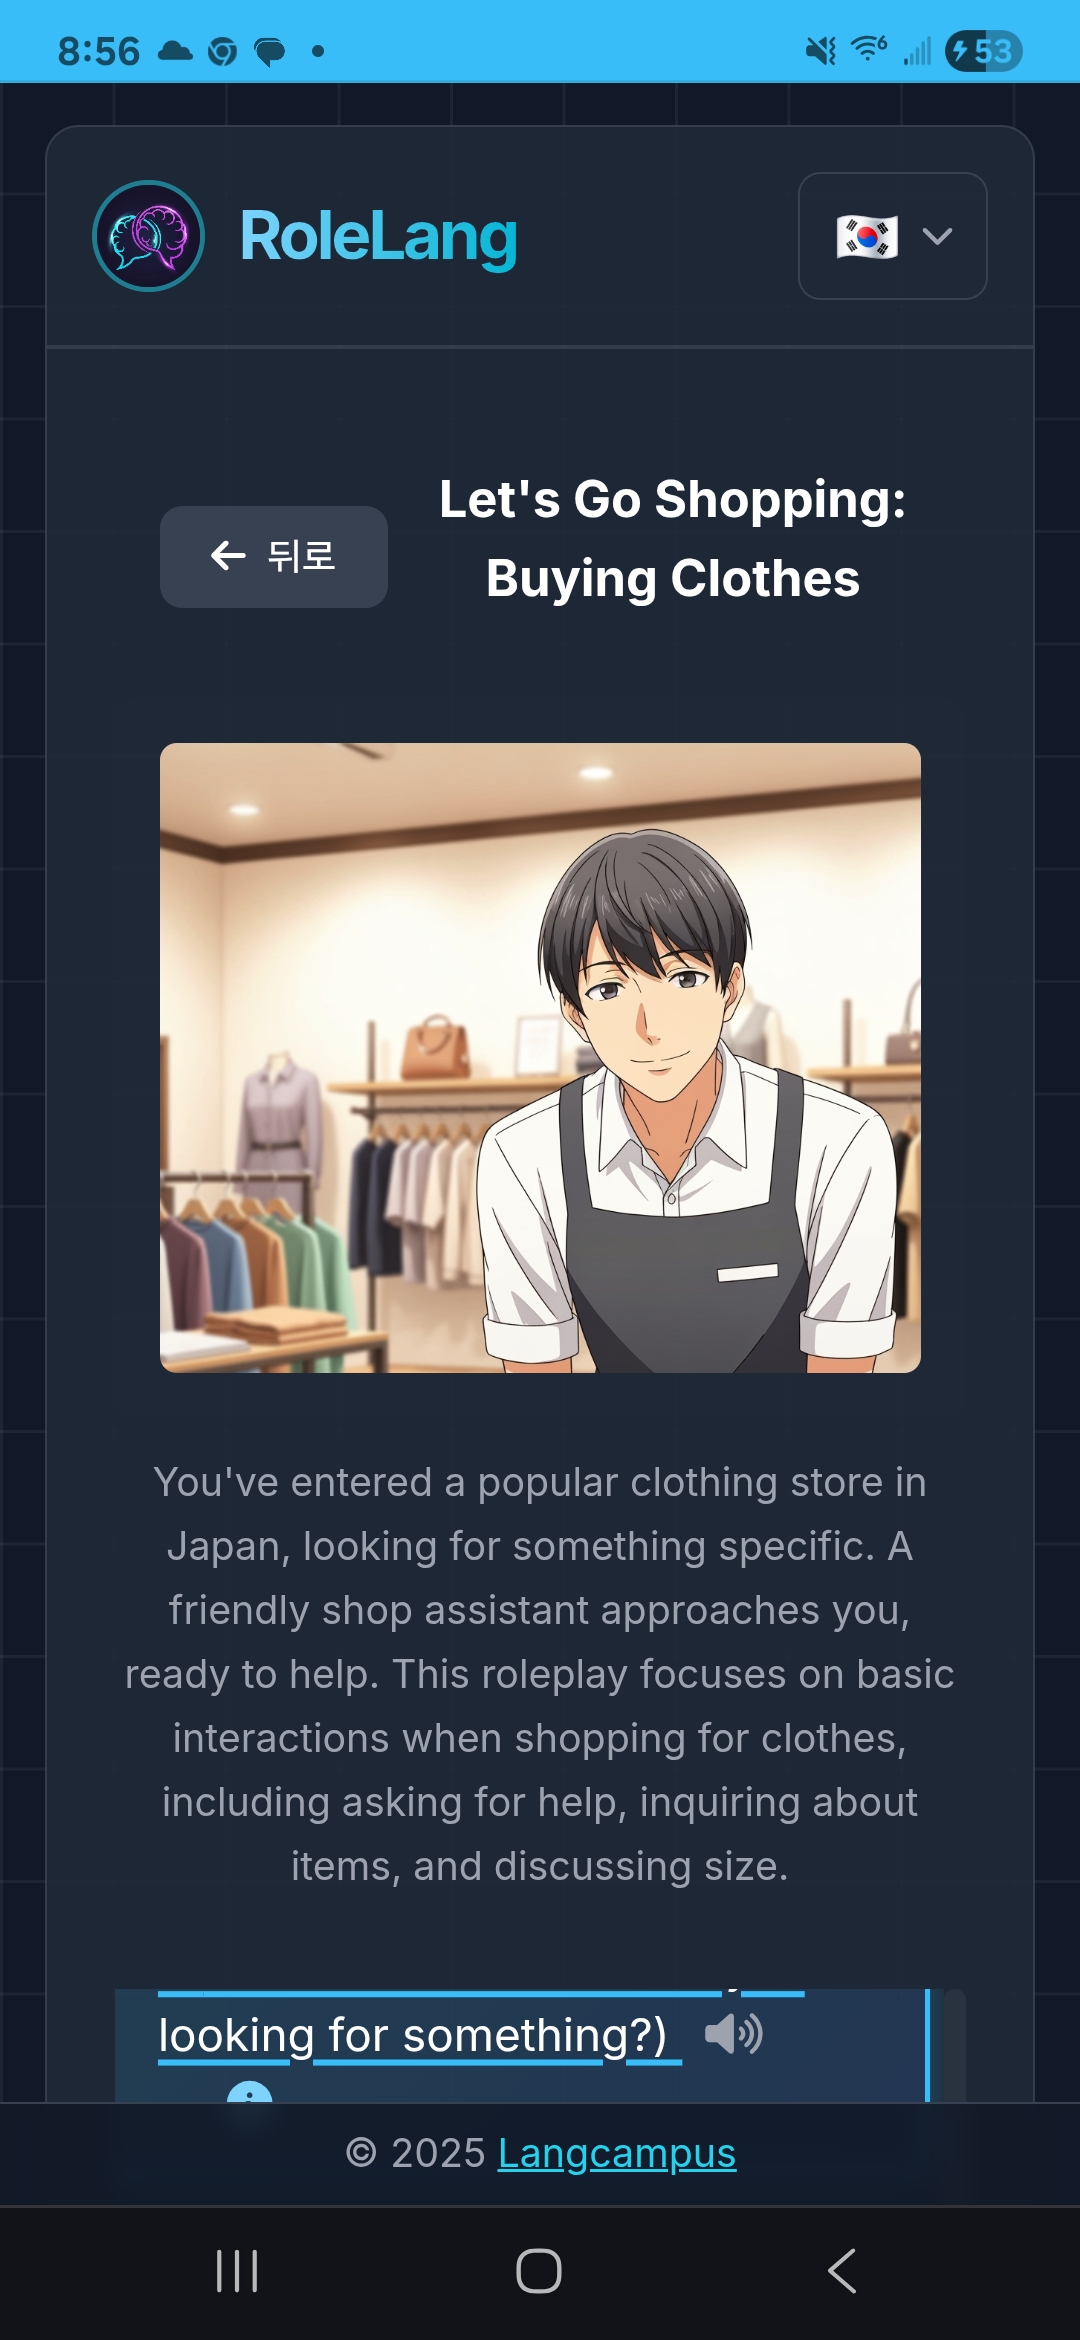 8:56
6
53
RoleLang
뒤로
Let's Go Shopping:
Buying Clothes
You've entered a popular clothing store in
Japan, looking for something specific. A
friendly shop assistant approaches you,
ready to help. This roleplay focuses on basic
interactions when shopping for clothes,
including asking for help, inquiring about
items, and discussing size.
looking for something?)
© 2025 Langcampus